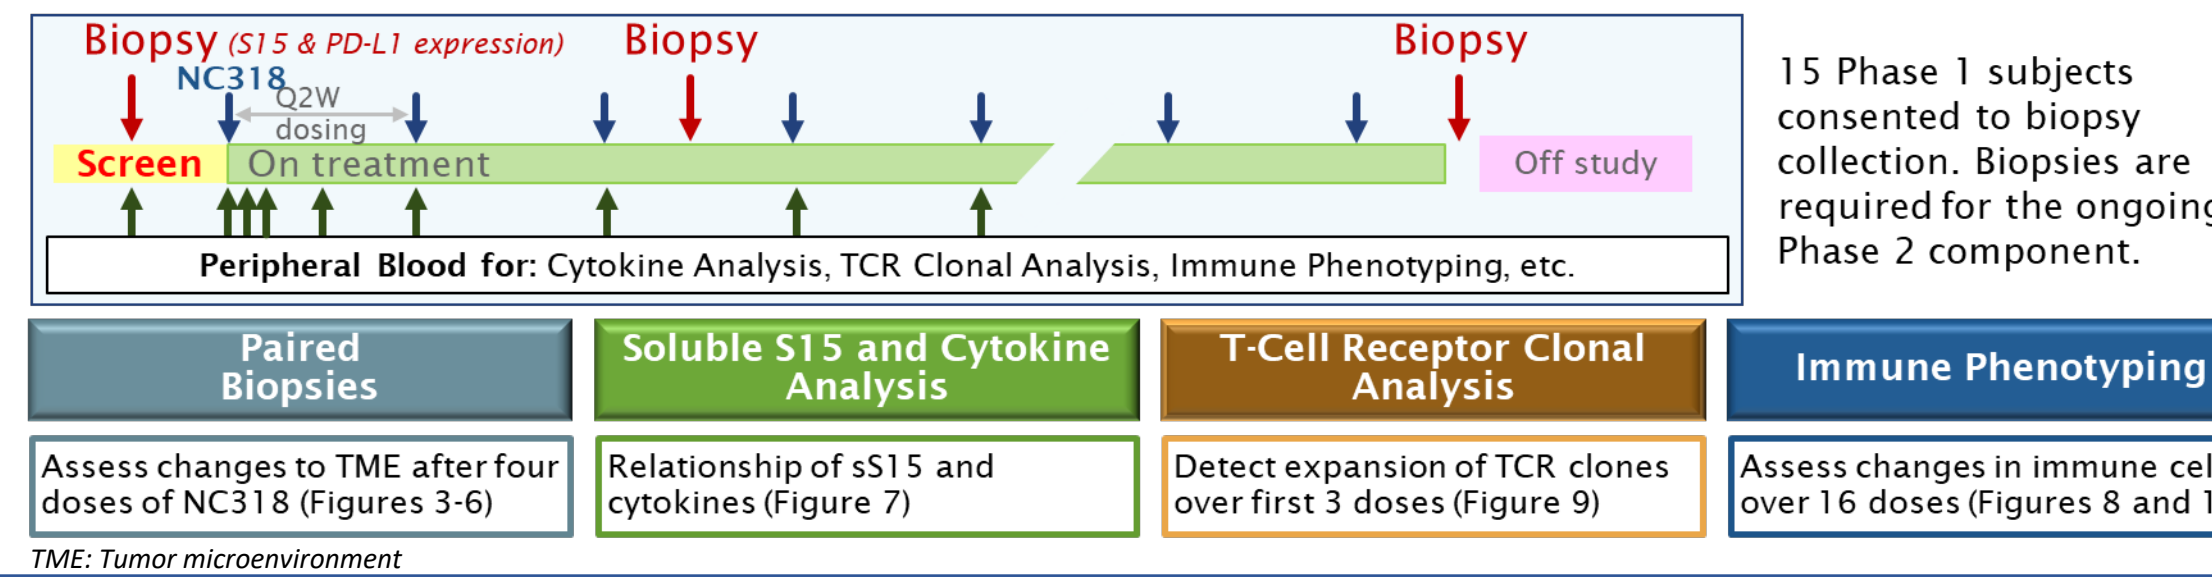 Biopsy (S15 & PD-L1 expression)
Biopsy
Biopsy
NC318
Q2W
dosing
Screen
On treatment
Off study
Peripheral Blood for: Cytokine Analysis, TCR Clonal Analysis, Immune Phenotyping, etc.
15 Phase 1 subjects
consented to biopsy
collection. Biopsies are
required for the ongoing
Phase 2 component.
Paired
Biopsies
Assess changes to TME after four
doses of NC318 (Figures 3-6)
Soluble S15 and Cytokine
Analysis
Relationship of sS15 and
cytokines (Figure 7)
T-Cell Receptor Clonal
Analysis
Detect expansion of TCR clones
over first 3 doses (Figure 9)
Immune Phenotyping
Assess changes in immune cel
over 16 doses (Figures 8 and 1
TME: Tumor microenvironment